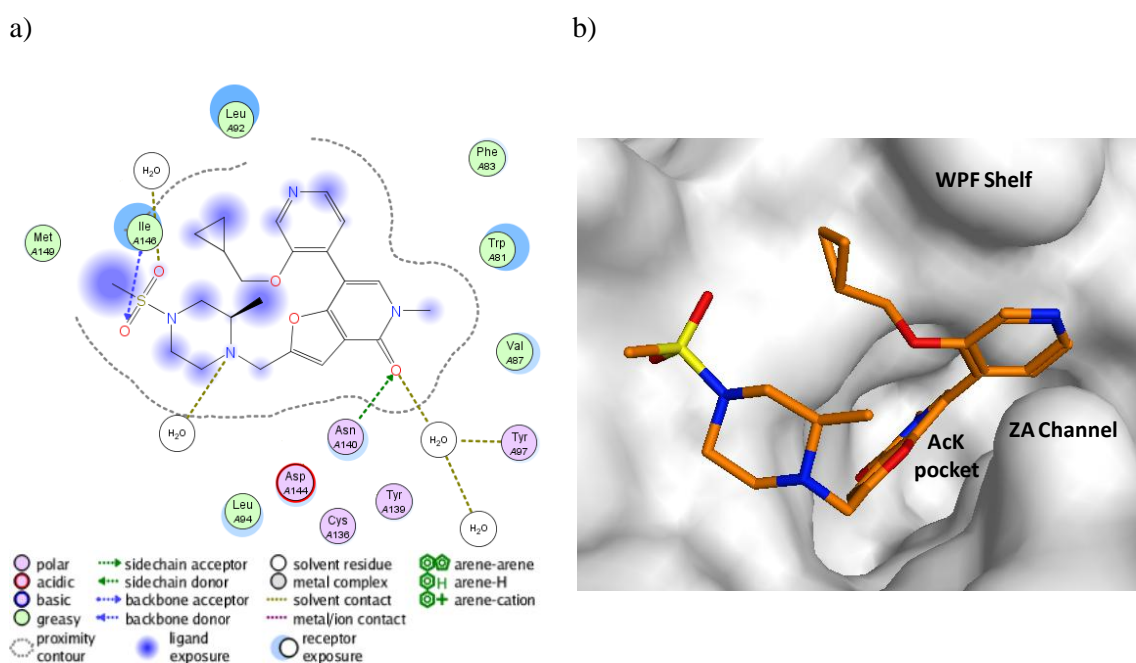 a)
b)
Leu
A92
H₂O
Phe
A83
N
Met
A149
Ile
A146
Trp
A81
O
O
S
O
N
O
N
N
O
Val
A87
Asn
A140
H₂O
H₂O
Tyr
A97
Asp
A144
Tyr
A139
Leu
A94
Cys
A136
H₂O
polar
acidic
basic
greasy
proximity
contour
sidechain acceptor
sidechain donor
backbone acceptor
backbone donor
ligand
exposure
solvent residue
metal complex
solvent contact
metal/ion contact
receptor
exposure
arene-arene
H arene-H
+ arene-cation
WPF Shelf
AcK
pocket
ZA Channel